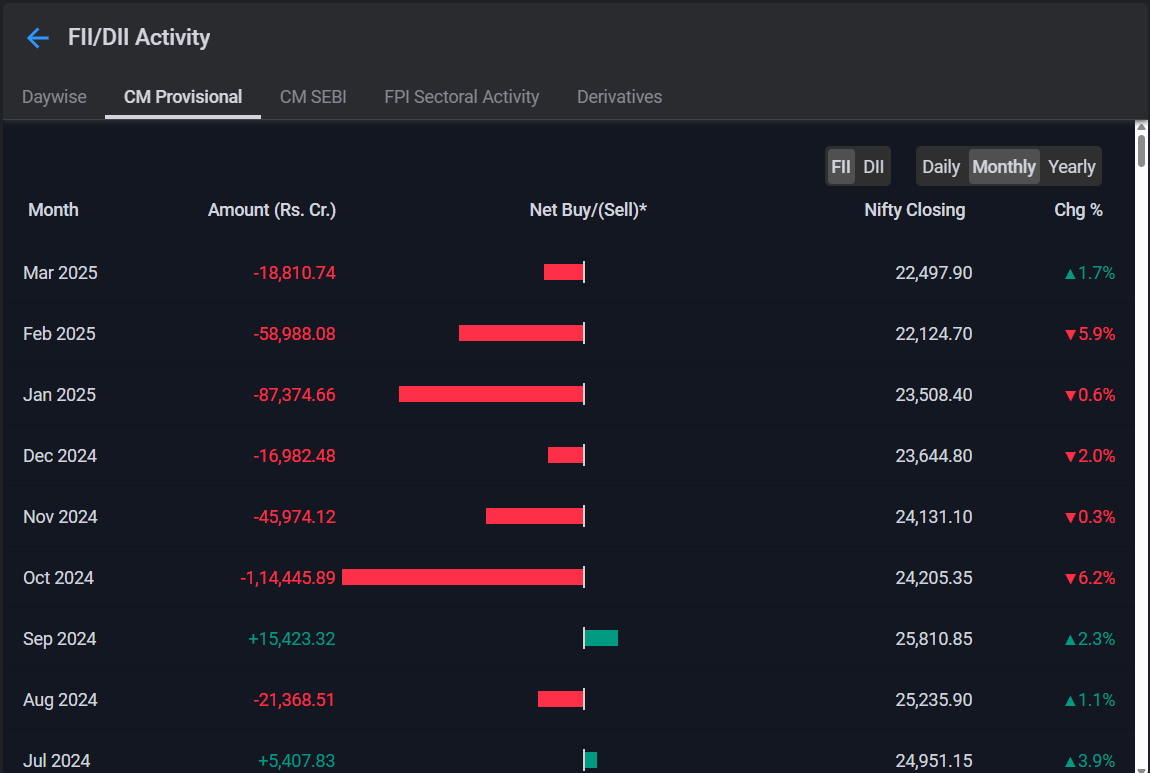 FII/DII Activity
Daywise CM Provisional CM SEBI FPI Sectoral Activity Derivatives
FII DII Daily Monthly Yearly
Month Amount (Rs. Cr.) Net Buy/(Sell)* Nifty Closing Chg %
Mar 2025 -18,810.74 22,497.90 ▲1.7%
Feb 2025 -58,988.08 22,124.70 ▼5.9%
Jan 2025 -87,374.66 23,508.40 ▼0.6%
Dec 2024 -16,982.48 23,644.80 ▼2.0%
Nov 2024 -45,974.12 24,131.10 ▼0.3%
Oct 2024 -1,14,445.89 24,205.35 ▼6.2%
Sep 2024 +15,423.32 25,810.85 ▲2.3%
Aug 2024 -21,368.51 25,235.90 ▲1.1%
Jul 2024 +5,407.83 24,951.15 ▲3.9%